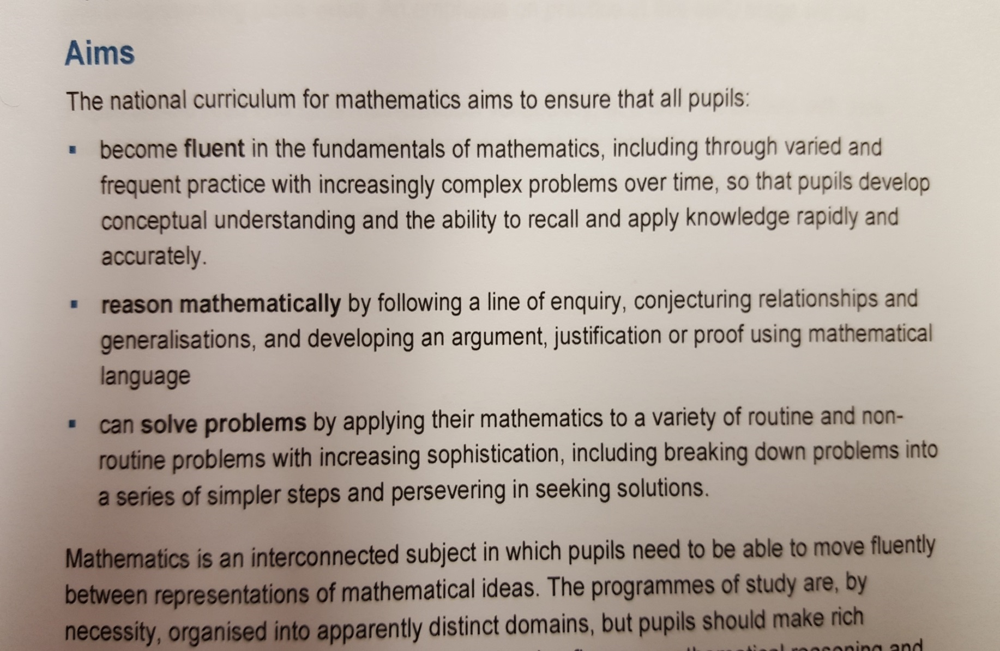 Aims
The national curriculum for mathematics aims to ensure that all pupils:
▪ become fluent in the fundamentals of mathematics, including through varied and
frequent practice with increasingly complex problems over time, so that pupils develop
conceptual understanding and the ability to recall and apply knowledge rapidly and
accurately.
▪ reason mathematically by following a line of enquiry, conjecturing relationships and
generalisations, and developing an argument, justification or proof using mathematical
language
▪ can solve problems by applying their mathematics to a variety of routine and non-
routine problems with increasing sophistication, including breaking down problems into
a series of simpler steps and persevering in seeking solutions.
Mathematics is an interconnected subject in which pupils need to be able to move fluently
between representations of mathematical ideas. The programmes of study are, by
necessity, organised into apparently distinct domains, but pupils should make rich
reasoning and